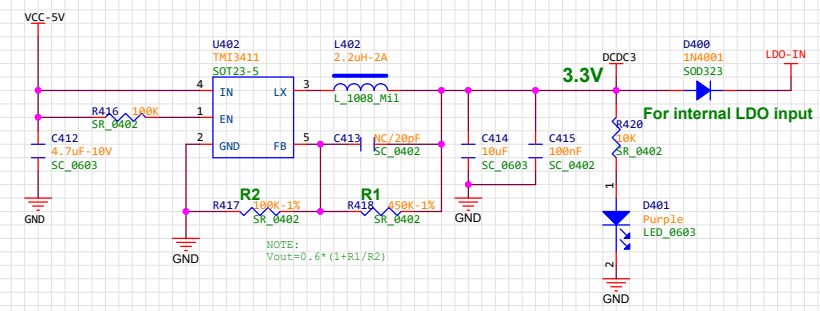 VCC-5V
U402
TMI3411
SOT23-5
L402
2.2uH-2A
L_1008_Mil
4 IN LX 3
1 EN
2 GND FB 5
R416 100K
SR_0402
C412
4.7uF-10V
SC_0603
GND
C413 NC/20pF
SC_0402
R2
R417 100K-1%
SR_0402
R1
R418 450K-1%
SR_0402
GND
NOTE:
Vout=0.6*(1+R1/R2)
C414
10uF
SC_0603
C415
100nF
SC_0402
GND
3.3V
DCDC3
D400
1N4001
SOD323
LDO-IN
For internal LDO input
R420
10K
SR_0402
1
D401
Purple
LED_0603
2
GND